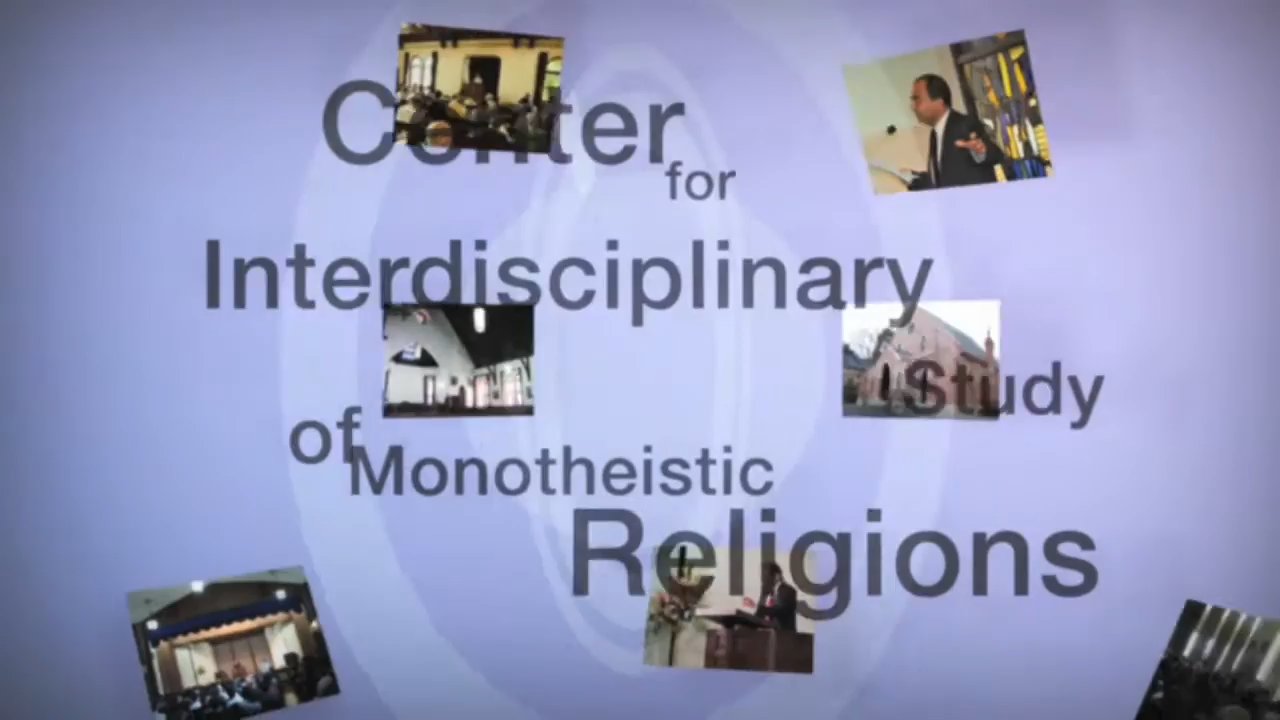 Center
for
Interdisciplinary
Study
of
Monotheistic
Religions